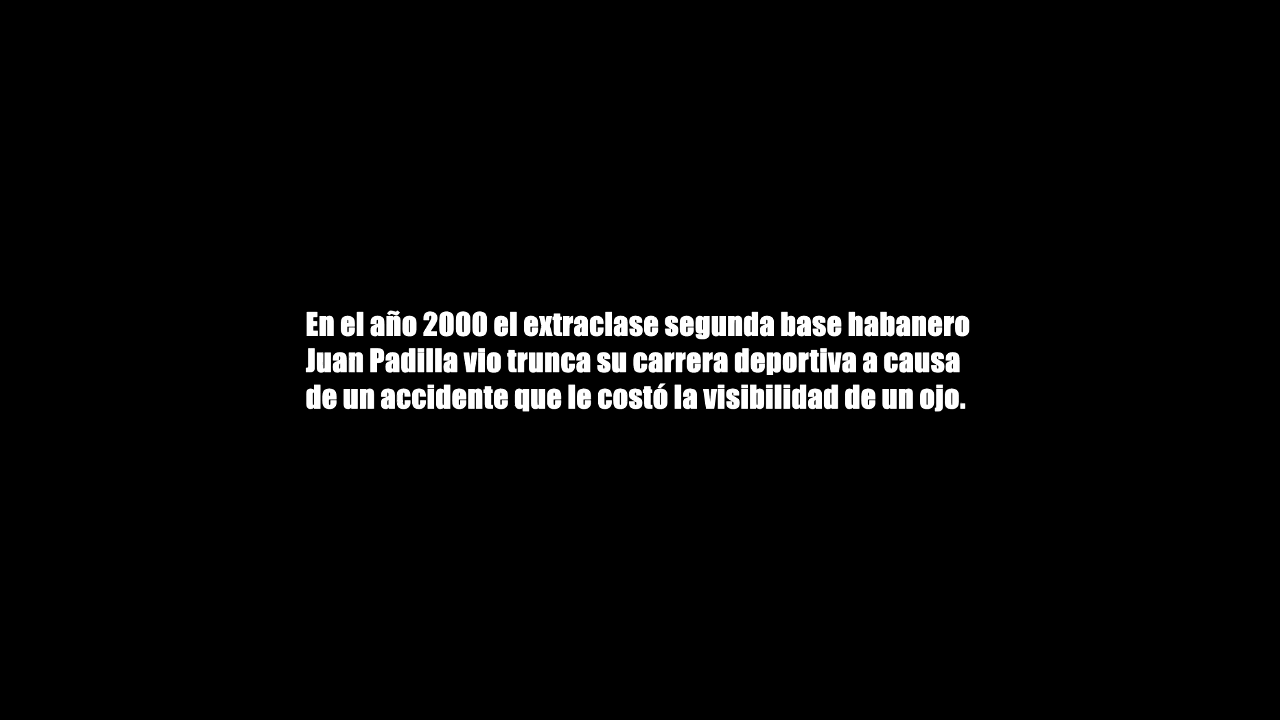 En el año 2000 el extraclase segunda base habanero
Juan Padilla vio trunca su carrera deportiva a causa
de un accidente que le costó la visibilidad de un ojo.